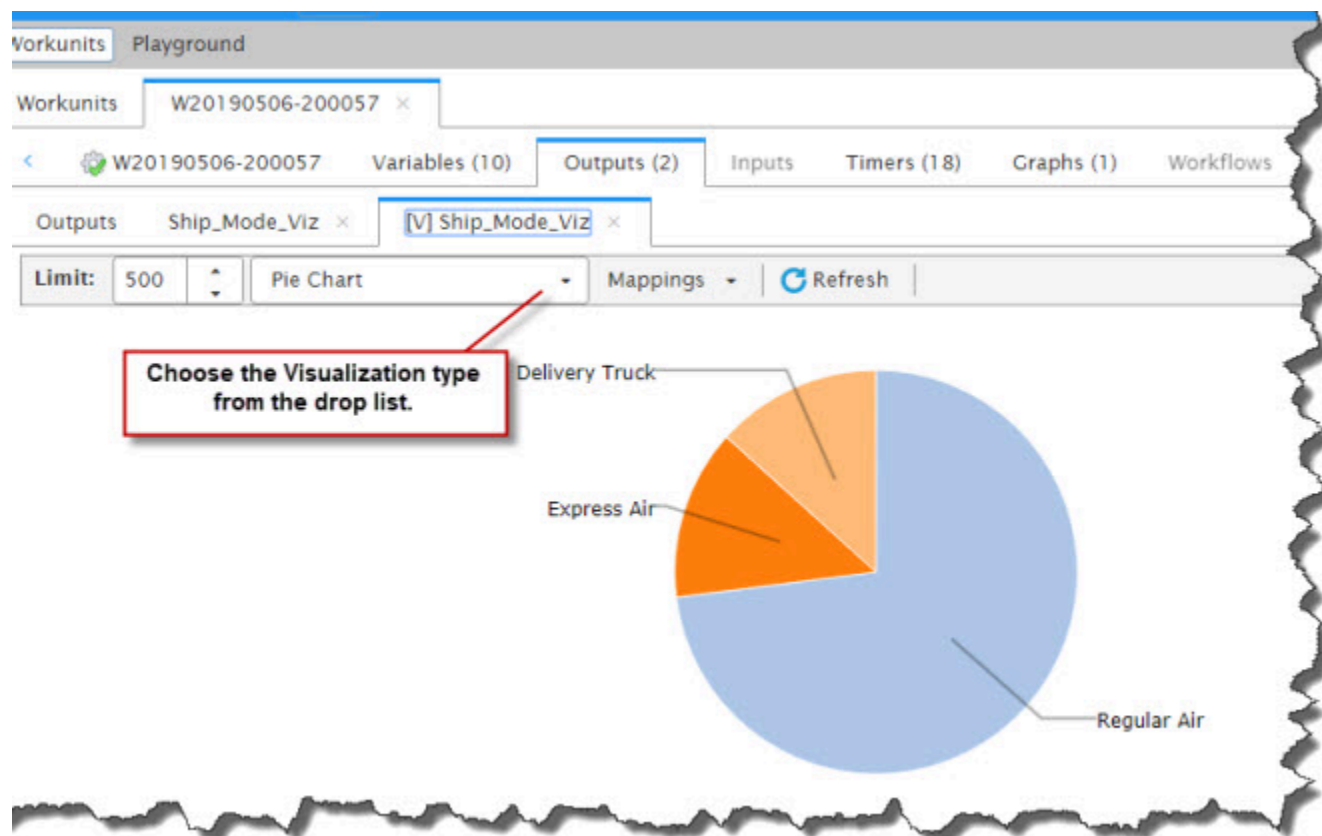 Workunits Playground
Workunits W20190506-200057 ×
W20190506-200057 Variables (10) Outputs (2) Inputs Timers (18) Graphs (1) Workflows
Outputs Ship_Mode_Viz × [V] Ship_Mode_Viz ×
Limit: 500 Pie Chart Mappings Refresh
Choose the Visualization type
from the drop list.
Delivery Truck
Express Air
Regular Air